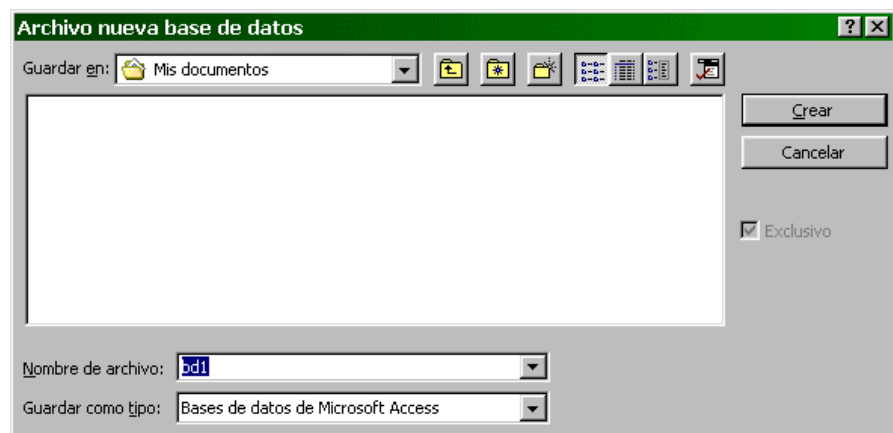 Archivo nueva base de datos
Guardar en: Mis documentos
Crear
Cancelar
Exclusivo
Nombre de archivo: bd1
Guardar como tipo: Bases de datos de Microsoft Access